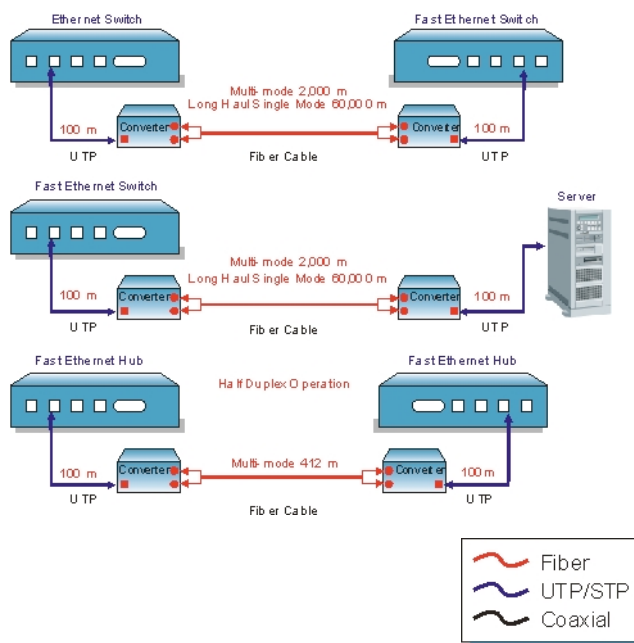 Ethernet Switch
Fast Ethernet Switch
Multi-mode 2,000 m
Long Haul Single Mode 60,000 m
100 m
Converter
Converter
100 m
UTP
Fiber Cable
UTP
Fast Ethernet Switch
Server
Multi-mode 2,000 m
Long Haul Single Mode 60,000 m
100 m
Converter
Converter
100 m
UTP
Fiber Cable
UTP
Fast Ethernet Hub
Fast Ethernet Hub
Half Duplex Operation
100 m
Converter
Multi-mode 412 m
Converter
100 m
UTP
Fiber Cable
UTP
Fiber
UTP/STP
Coaxial